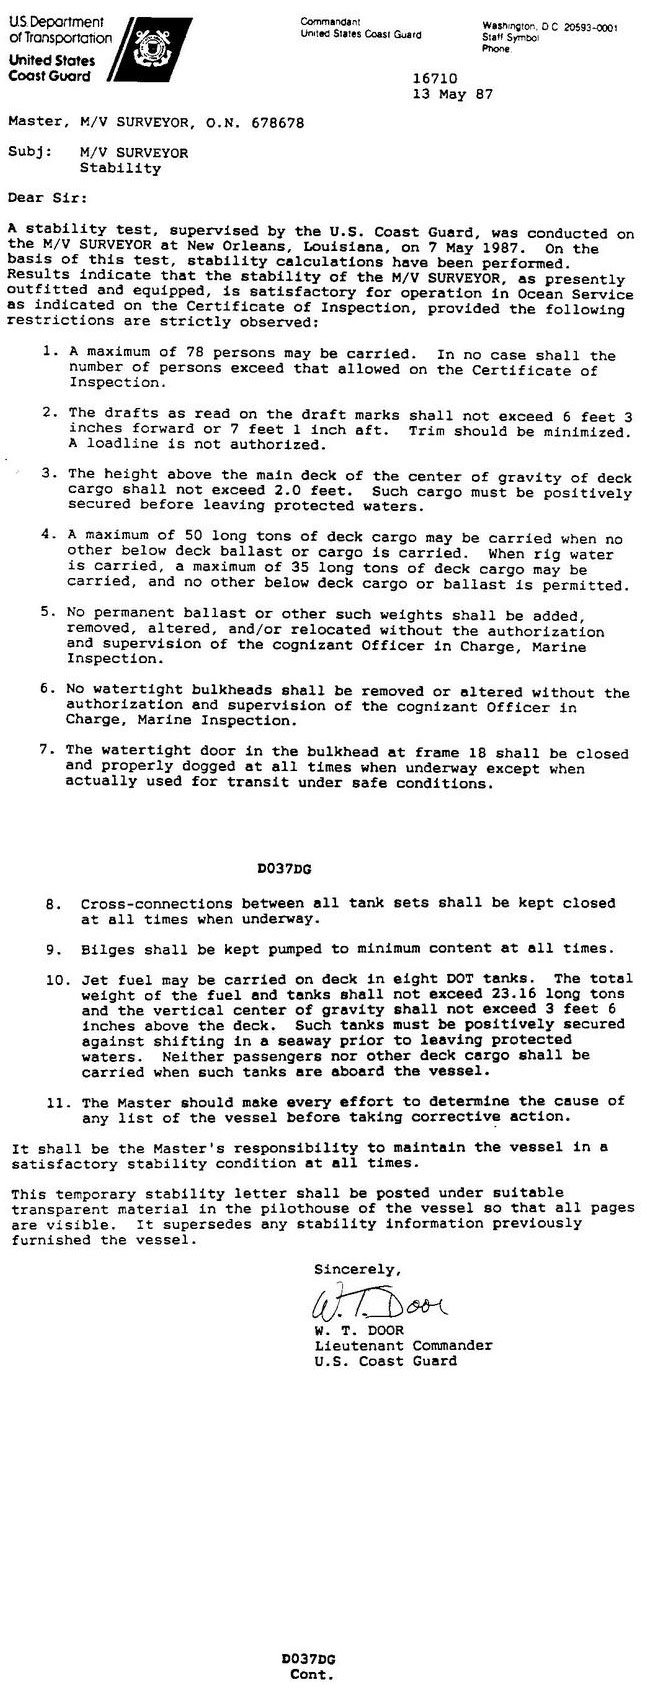 U.S. Department
of Transportation
United States
Coast Guard
Commandant
United States Coast Guard
Washington, D C 20593-0001
Staff Symbol
Phone:
16710
13 May 87
Master, M/V SURVEYOR, O.N. 678678
Subj: M/V SURVEYOR
Stability
Dear Sir:
A stability test, supervised by the U.S. Coast Guard, was conducted on
the M/V SURVEYOR at New Orleans, Louisiana, on 7 May 1987. On the
basis of this test, stability calculations have been performed.
Results indicate that the stability of the M/V SURVEYOR, as presently
outfitted and equipped, is satisfactory for operation in Ocean Service
as indicated on the Certificate of Inspection, provided the following
restrictions are strictly observed:
1. A maximum of 78 persons may be carried. In no case shall the
number of persons exceed that allowed on the Certificate of
Inspection.
2. The drafts as read on the draft marks shall not exceed 6 feet 3
inches forward or 7 feet 1 inch aft. Trim should be minimized.
A loadline is not authorized.
3. The height above the main deck of the center of gravity of deck
cargo shall not exceed 2.0 feet. Such cargo must be positively
secured before leaving protected waters.
4. A maximum of 50 long tons of deck cargo may be carried when no
other below deck ballast or cargo is carried. When rig water
is carried, a maximum of 35 long tons of deck cargo may be
carried, and no other below deck cargo or ballast is permitted.
5. No permanent ballast or other such weights shall be added,
removed, altered, and/or relocated without the authorization
and supervision of the cognizant Officer in Charge, Marine
Inspection.
6. No watertight bulkheads shall be removed or altered without the
authorization and supervision of the cognizant Officer in
Charge, Marine Inspection.
7. The watertight door in the bulkhead at frame 18 shall be closed
and properly dogged at all times when underway except when
actually used for transit under safe conditions.
D037DG
8. Cross-connections between all tank sets shall be kept closed
at all times when underway.
9. Bilges shall be kept pumped to minimum content at all times.
10. Jet fuel may be carried on deck in eight DOT tanks. The total
weight of the fuel and tanks shall not exceed 23.16 long tons
and the vertical center of gravity shall not exceed 3 feet 6
inches above the deck. Such tanks must be positively secured
against shifting in a seaway prior to leaving protected
waters. Neither passengers nor other deck cargo shall be
carried when such tanks are aboard the vessel.
11. The Master should make every effort to determine the cause of
any list of the vessel before taking corrective action.
It shall be the Master's responsibility to maintain the vessel in a
satisfactory stability condition at all times.
This temporary stability letter shall be posted under suitable
transparent material in the pilothouse of the vessel so that all pages
are visible. It supersedes any stability information previously
furnished the vessel.
Sincerely,
W. T. Door
W. T. DOOR
Lieutenant Commander
U.S. Coast Guard
D037DG
Cont.